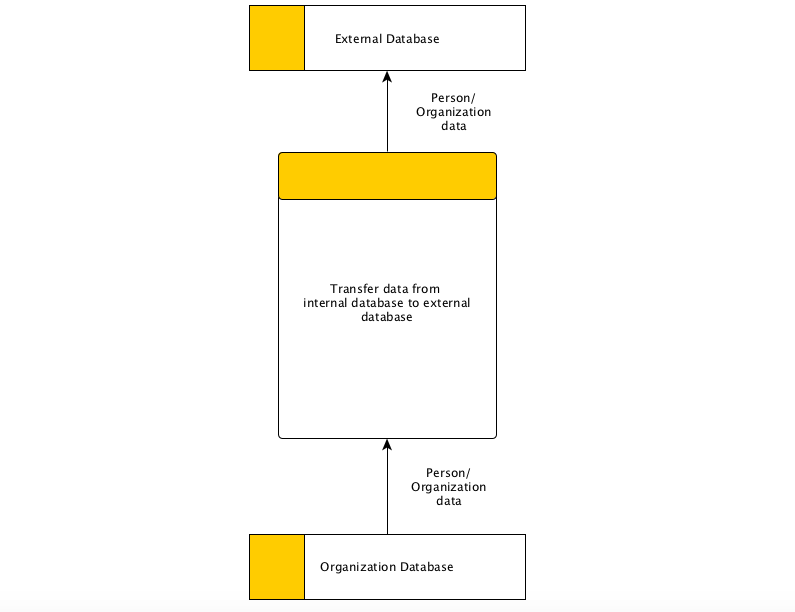 External Database
Person/
Organization
data
Transfer data from
internal database to external
database
Person/
Organization
data
Organization Database